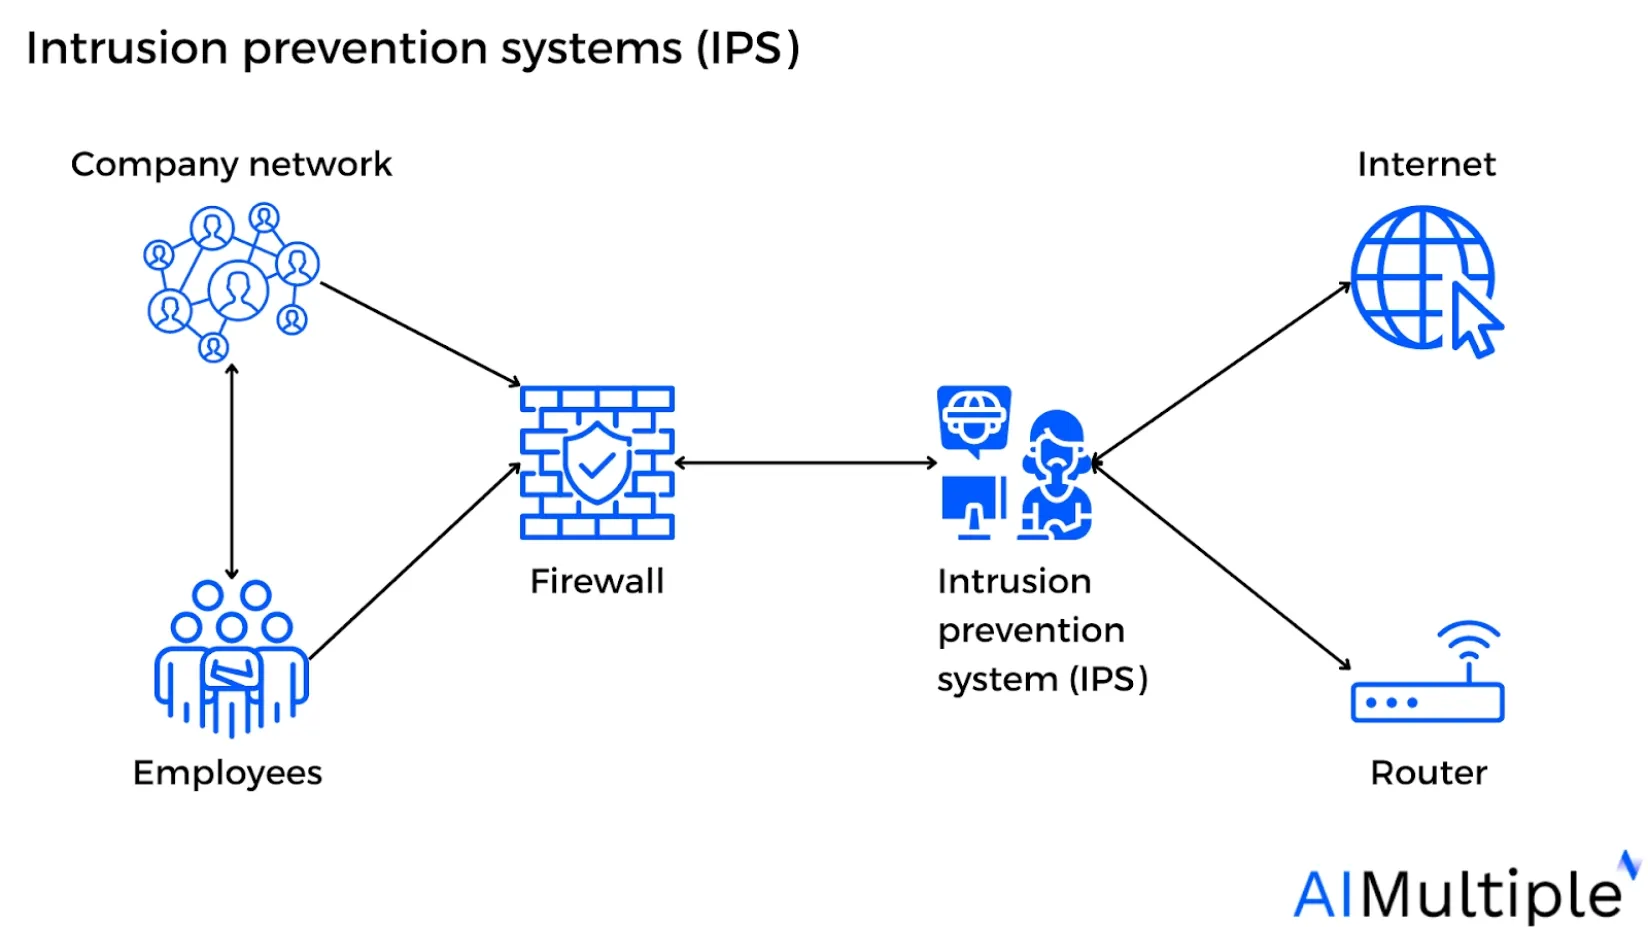 Intrusion prevention systems (IPS)
Company network
Internet
Firewall
Intrusion
prevention
system (IPS)
Employees
Router
AIMultiple